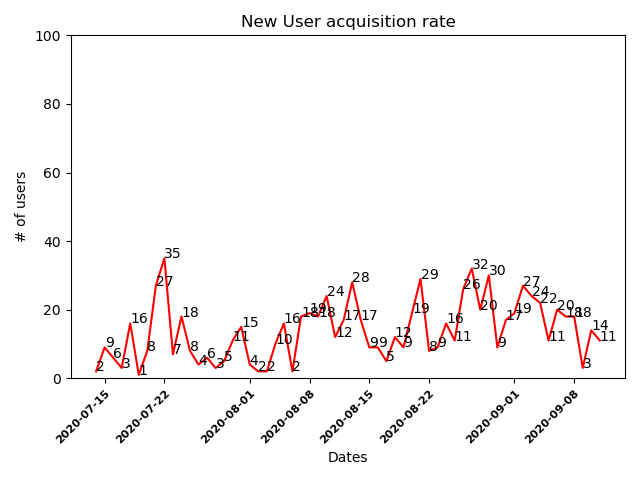 New User acquisition rate
100
80
60
40
20
0
# of users
2 9 6 3 16 1 8 27 35 7 18 8 4 6 3 5 11 15 4 2 2 10 16 2 18 19 18 24 12 17 28 17 9 9 5 12 9 19 29 8 9 16 11 26 32 20 30 9 17 19 27 24 22 11 20 18 18 3 14 11
2020-07-15 2020-07-22 2020-08-01 2020-08-08 2020-08-15 2020-08-22 2020-09-01 2020-09-08
Dates